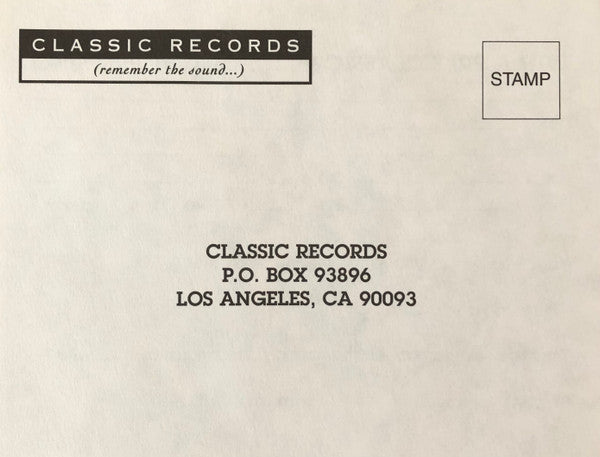 CLASSIC RECORDS
(remember the sound...)
STAMP
CLASSIC RECORDS
P.O. BOX 93896
LOS ANGELES, CA 90093